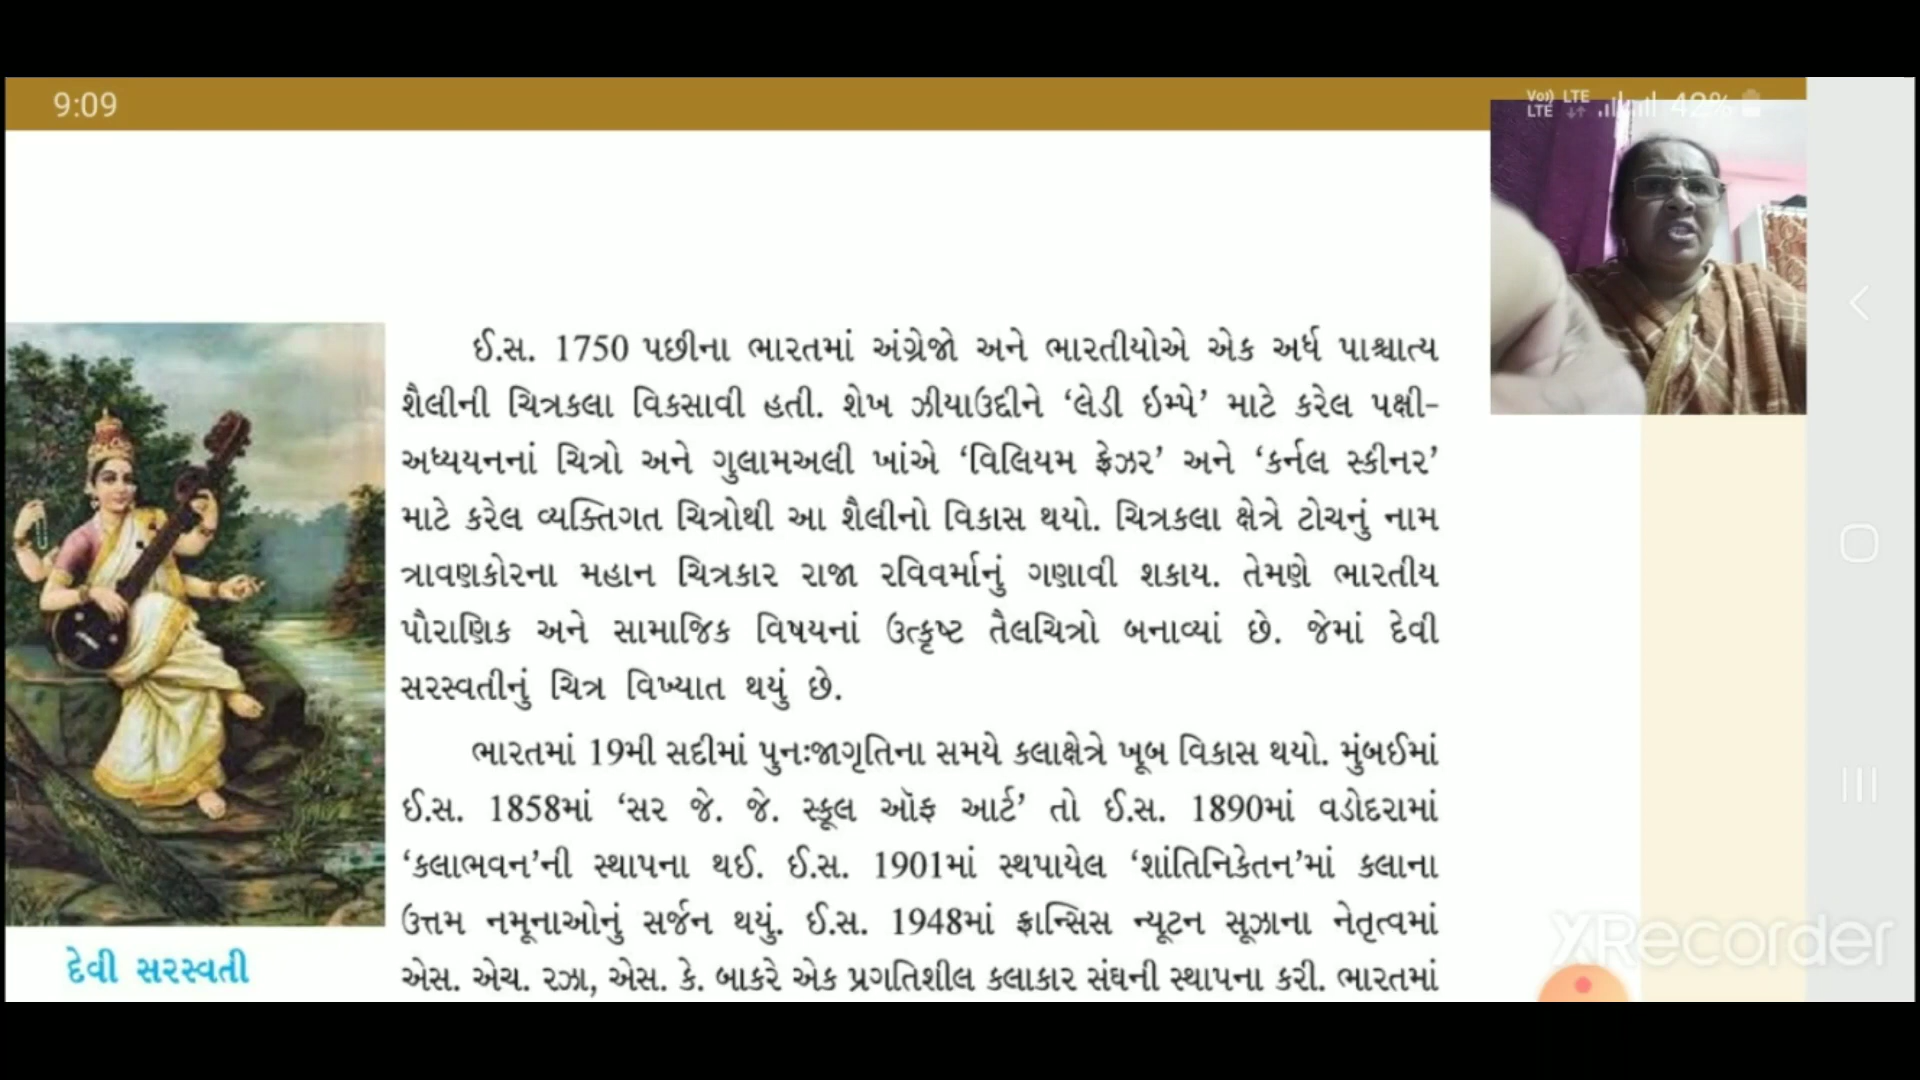 9:09
Vo)) LTE
LTE
42%
ઈ.સ. 1750 પછીના ભારતમાં અંગ્રેજો અને ભારતીયોએ એક અર્ધ પાશ્ચાત્ય
શૈલીની ચિત્રકલા વિકસાવી હતી. શેખ ઝીયાઉદ્દીને ‘લેડી ઇમ્પે’ માટે કરેલ પક્ષી-
અધ્યયનનાં ચિત્રો અને ગુલામઅલી ખાંએ ‘વિલિયમ ફ્રેઝર’ અને ‘કર્નલ સ્કીનર’
માટે કરેલ વ્યક્તિગત ચિત્રોથી આ શૈલીનો વિકાસ થયો. ચિત્રકલા ક્ષેત્રે ટોચનું નામ
ત્રાવણકોરના મહાન ચિત્રકાર રાજા રવિવર્માનું ગણાવી શકાય. તેમણે ભારતીય
પૌરાણિક અને સામાજિક વિષયનાં ઉત્કૃષ્ટ તૈલચિત્રો બનાવ્યાં છે. જેમાં દેવી
સરસ્વતીનું ચિત્ર વિખ્યાત થયું છે.
ભારતમાં 19મી સદીમાં પુનઃજાગૃતિના સમયે કલાક્ષેત્રે ખૂબ વિકાસ થયો. મુંબઈમાં
ઈ.સ. 1858માં ‘સર જે. જે. સ્કૂલ ઑફ આર્ટ’ તો ઈ.સ. 1890માં વડોદરામાં
‘કલાભવન’ની સ્થાપના થઈ. ઈ.સ. 1901માં સ્થપાયેલ ‘શાંતિનિકેતન’માં કલાના
ઉત્તમ નમૂનાઓનું સર્જન થયું. ઈ.સ. 1948માં ફ્રાન્સિસ ન્યૂટન સૂઝાના નેતૃત્વમાં
એસ. એચ. રઝા, એસ. કે. બાકરે એક પ્રગતિશીલ કલાકાર સંઘની સ્થાપના કરી. ભારતમાં
દેવી સરસ્વતી
XRecorder